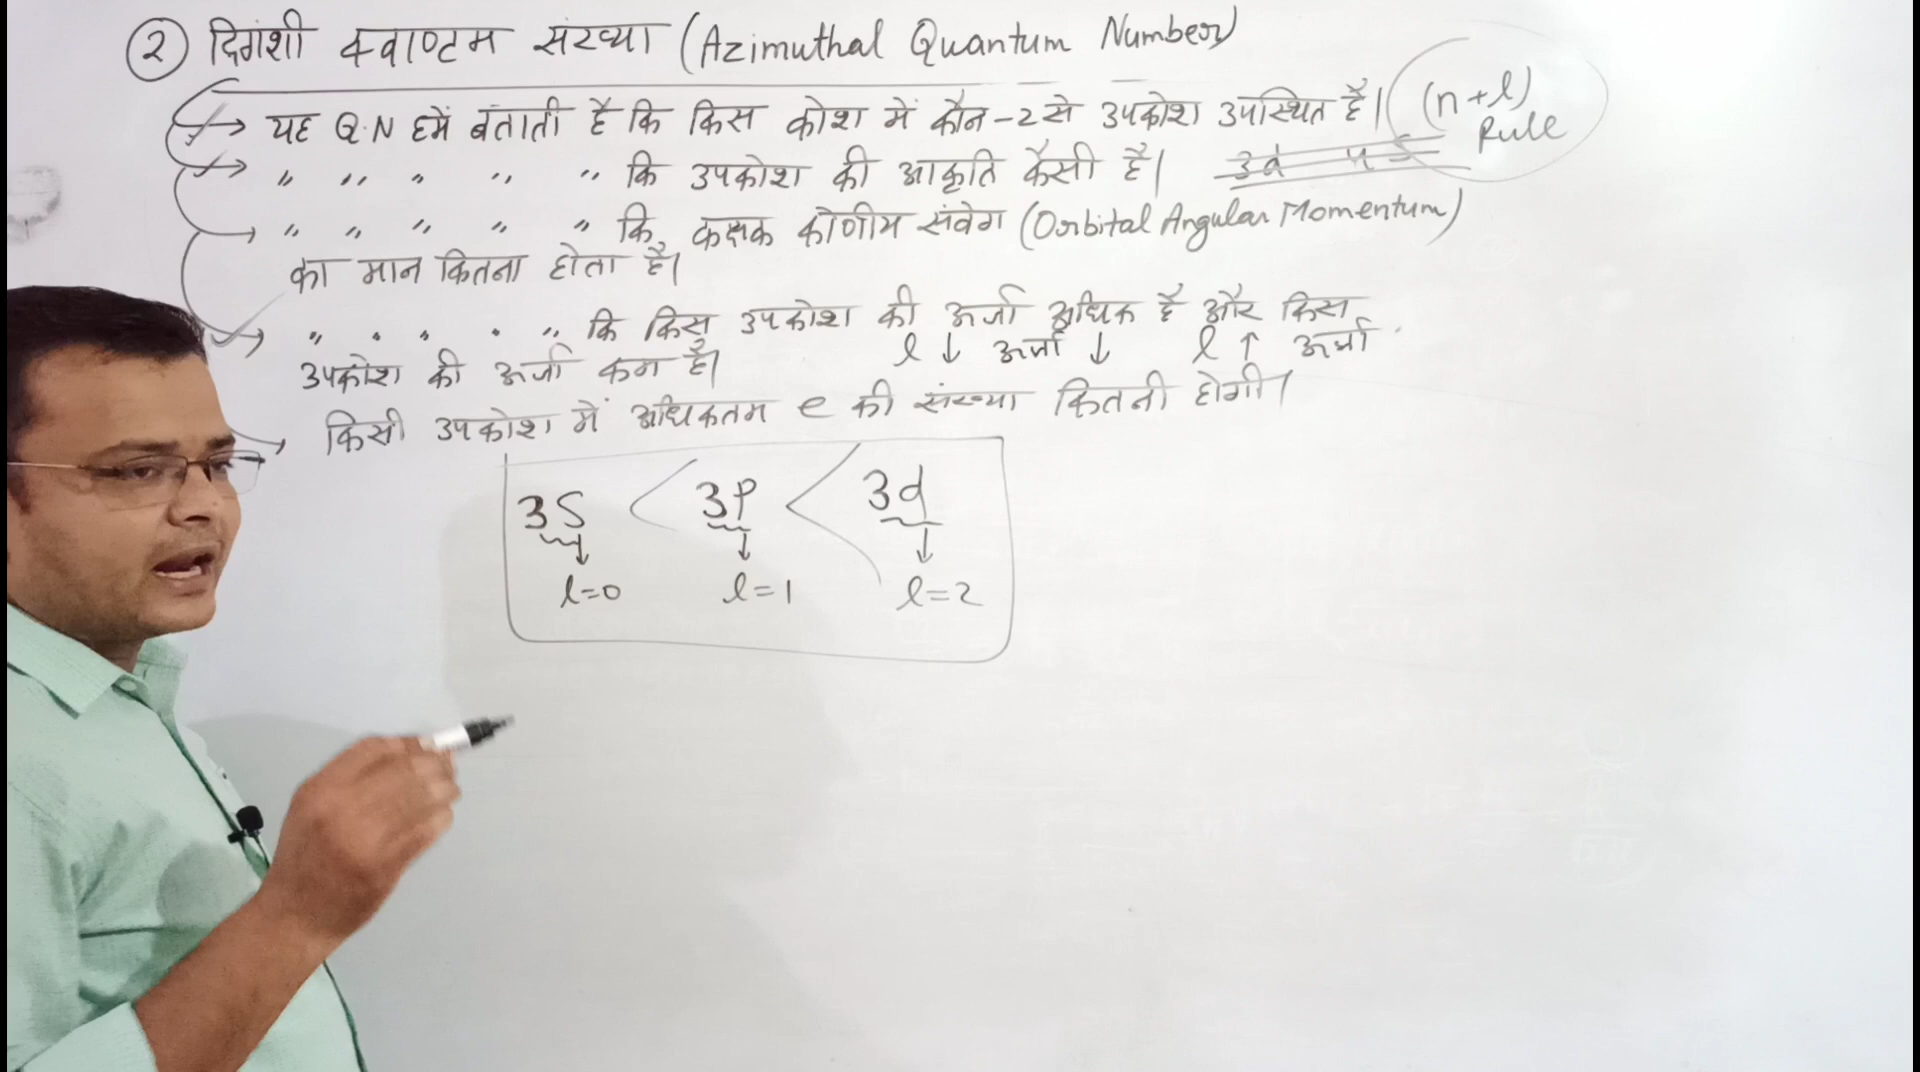 ② दिगंशी क्वाण्टम संख्या (Azimuthal Quantum Number)
→ यह Q.N हमें बताती है कि किस कोश में कौन-2 से उपकोश उपस्थित है। (n+l) Rule
→ " " " " " कि उपकोश की आकृति कैसी है। 3d
→ " " " " " कि कक्षक कोणीय संवेग (Orbital Angular Momentum)
का मान कितना होता है।
→ " " " " " कि किस उपकोश की ऊर्जा अधिक है और किस
उपकोश की ऊर्जा कम है। l ↓ ऊर्जा ↓ l ↑ ऊर्जा
→ किसी उपकोश में अधिकतम e की संख्या कितनी होगी।
3S < 3P < 3d
↓ ↓ ↓
l=0 l=1 l=2